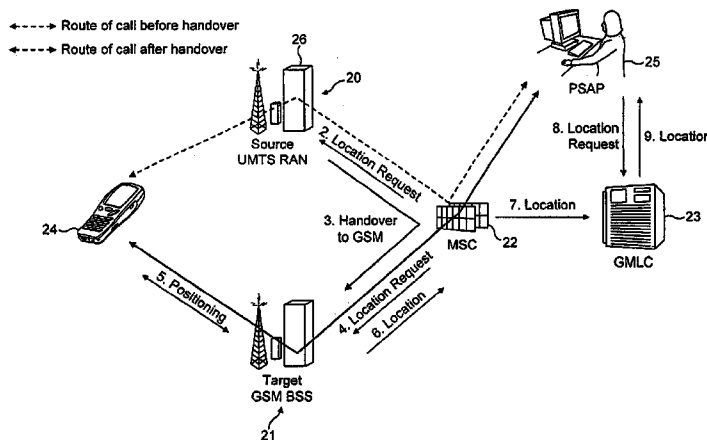 Route of call before handover
Route of call after handover
26
20
Source
UMTS RAN
2. Location Request
PSAP
25
8. Location
Request
9. Location
24
3. Handover
to GSM
MSC
22
7. Location
23
GMLC
5. Positioning
4. Location Request
6. Location
Target
GSM BSS
21